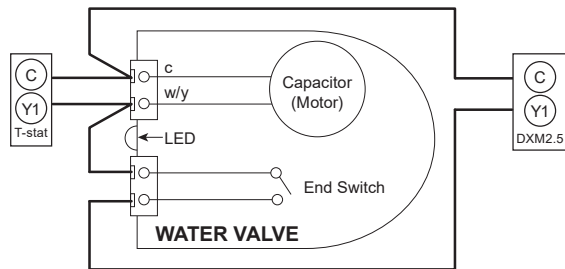 C
Y1
T-stat
c
w/y
LED
Capacitor
(Motor)
End Switch
WATER VALVE
C
Y1
DXM2.5